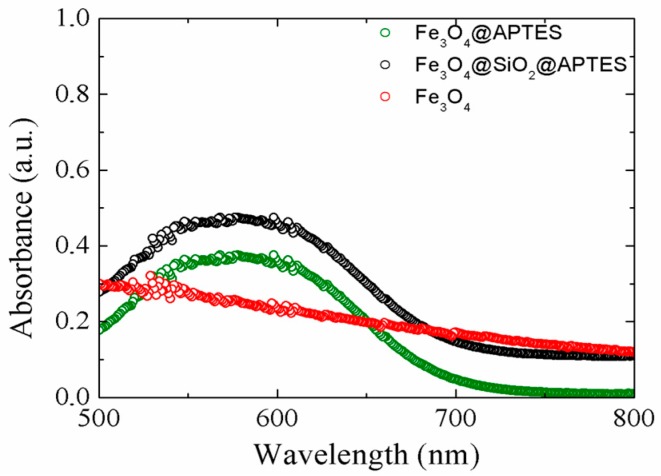 Fe3O4@APTES
Fe3O4@SiO2@APTES
Fe3O4
1.0
0.8
0.6
0.4
0.2
0.0
Absorbance (a.u.)
500 600 700 800
Wavelength (nm)